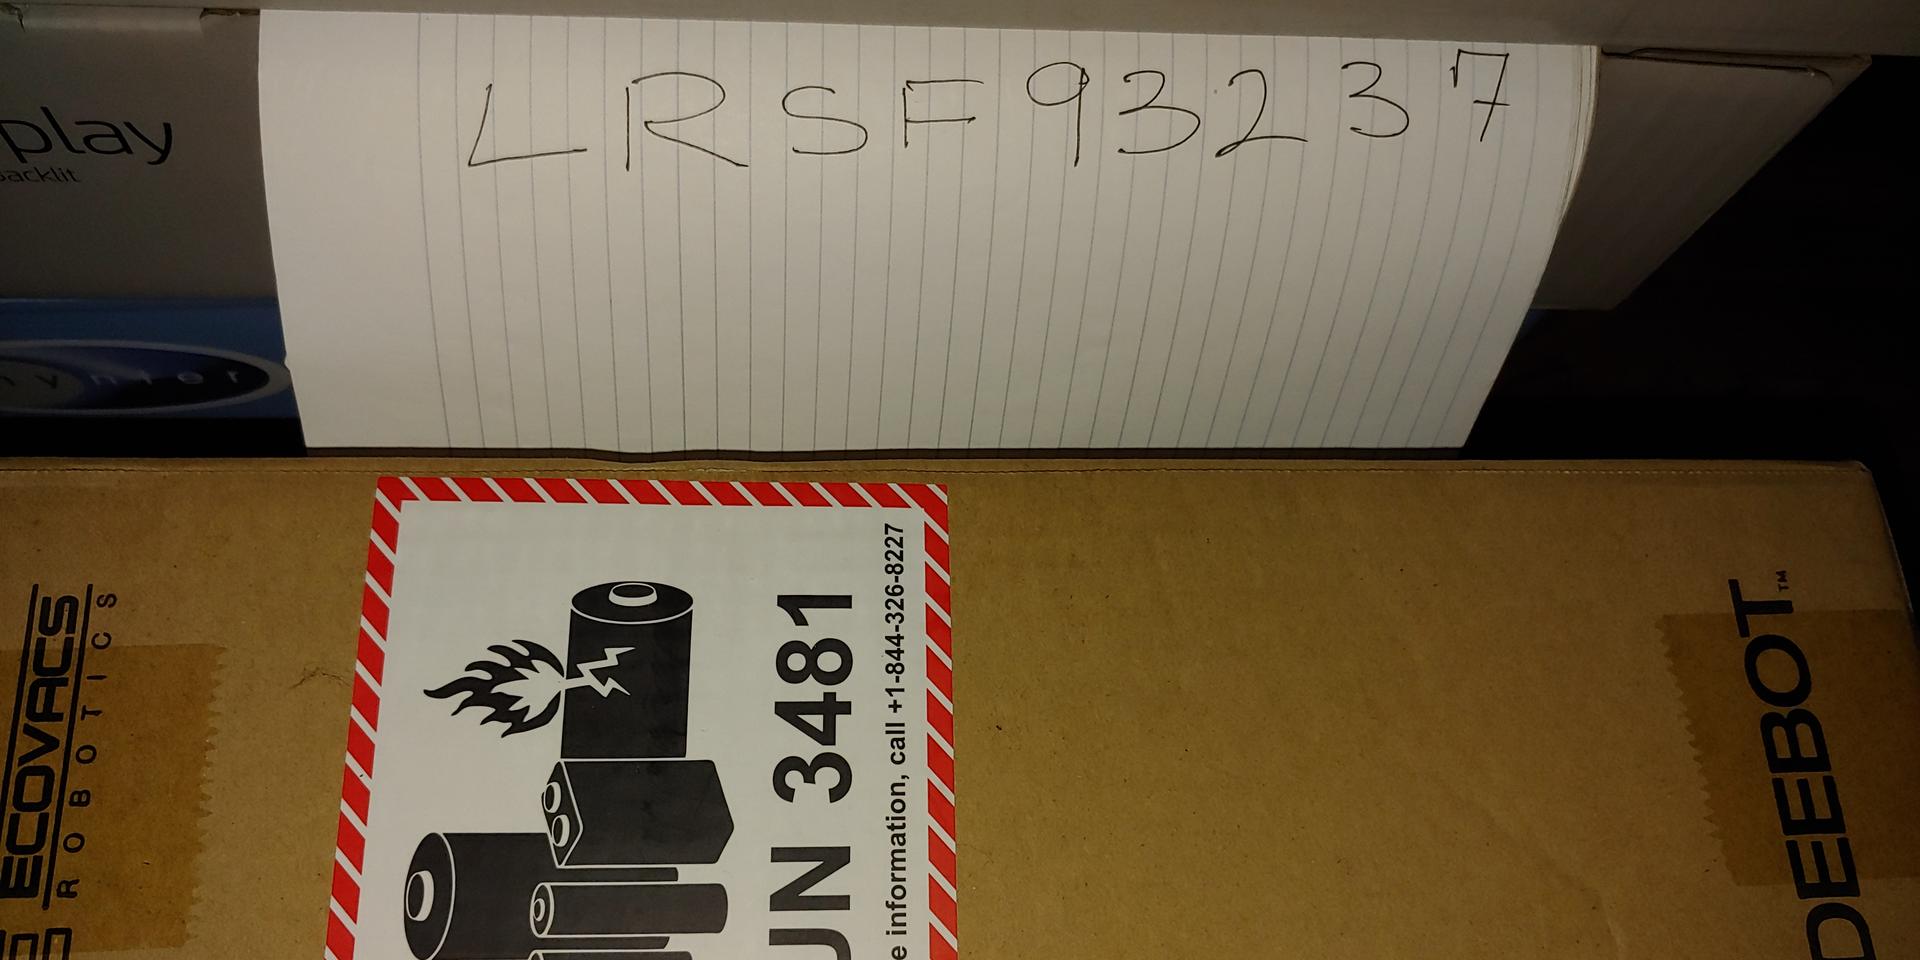 LRSF93237
play
backlit
ECOVACS
ROBOTICS
UN 3481
information, call +1-844-326-8227
DEEBOT™